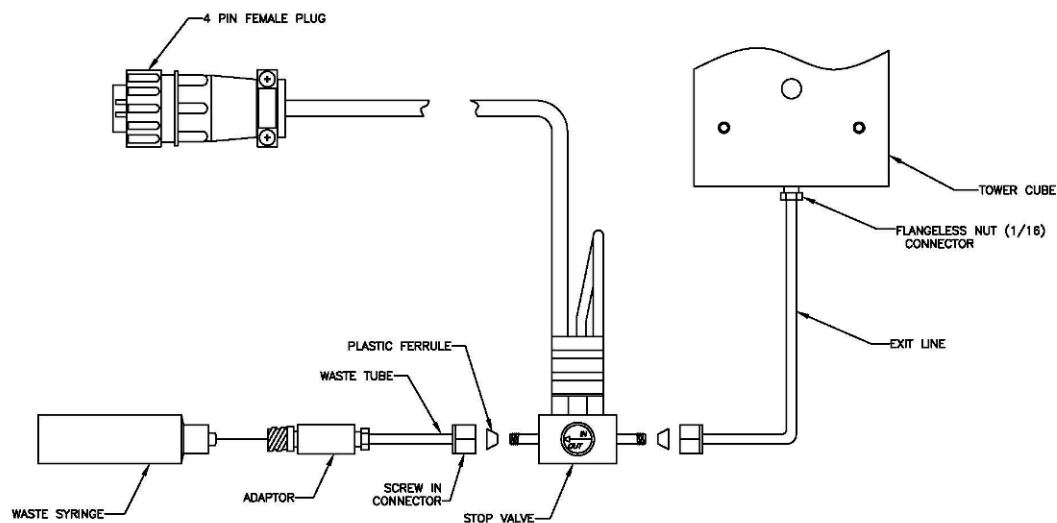 4 PIN FEMALE PLUG
TOWER CUBE
FLANGELESS NUT (1/16)
CONNECTOR
EXIT LINE
PLASTIC FERRULE
WASTE TUBE
IN
OUT
WASTE SYRINGE
ADAPTOR
SCREW IN
CONNECTOR
STOP VALVE